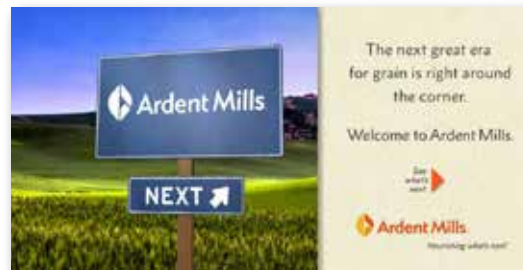 Ardent Mills
NEXT
The next great era
for grain is right around
the corner.
Welcome to Ardent Mills.
See
what's
next
Ardent Mills
Nourishing what's next